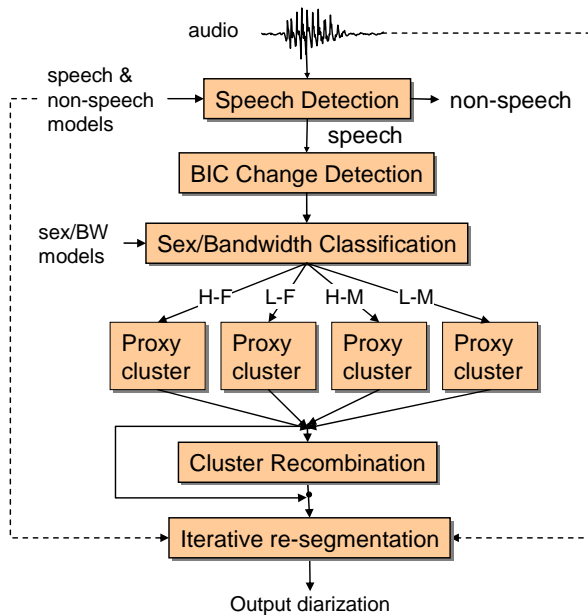 audio
speech &
non-speech
models
Speech Detection
non-speech
speech
BIC Change Detection
sex/BW
models
Sex/Bandwidth Classification
H-F
L-F
H-M
L-M
Proxy
cluster
Proxy
cluster
Proxy
cluster
Proxy
cluster
Cluster Recombination
Iterative re-segmentation
Output diarization